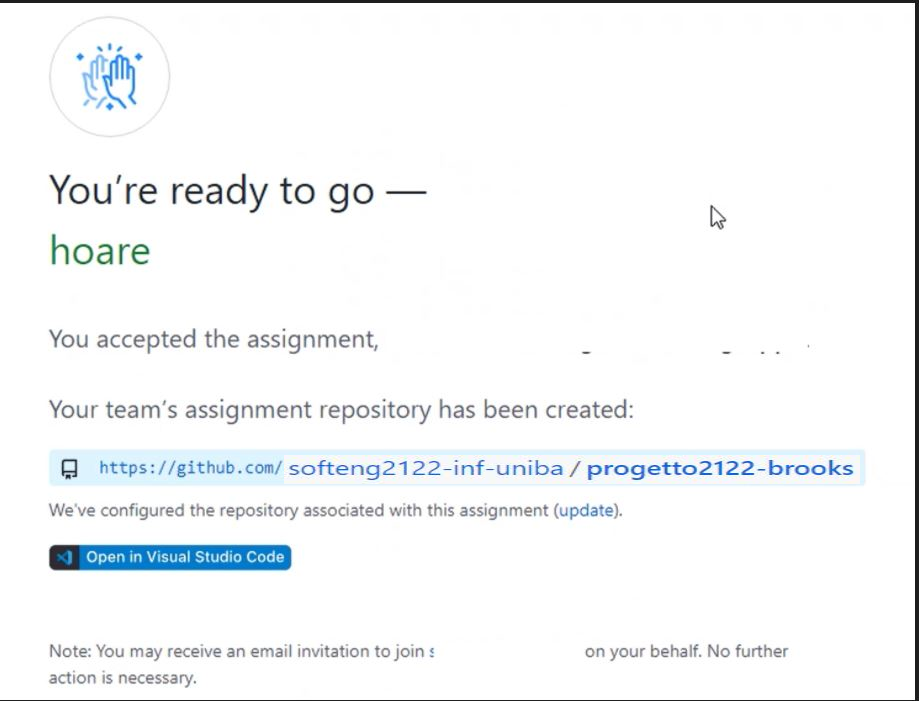 You're ready to go —
hoare
You accepted the assignment,
Your team's assignment repository has been created:
https://github.com/ softeng2122-inf-uniba / progetto2122-brooks
We've configured the repository associated with this assignment (update).
Open in Visual Studio Code
Note: You may receive an email invitation to join s on your behalf. No further
action is necessary.